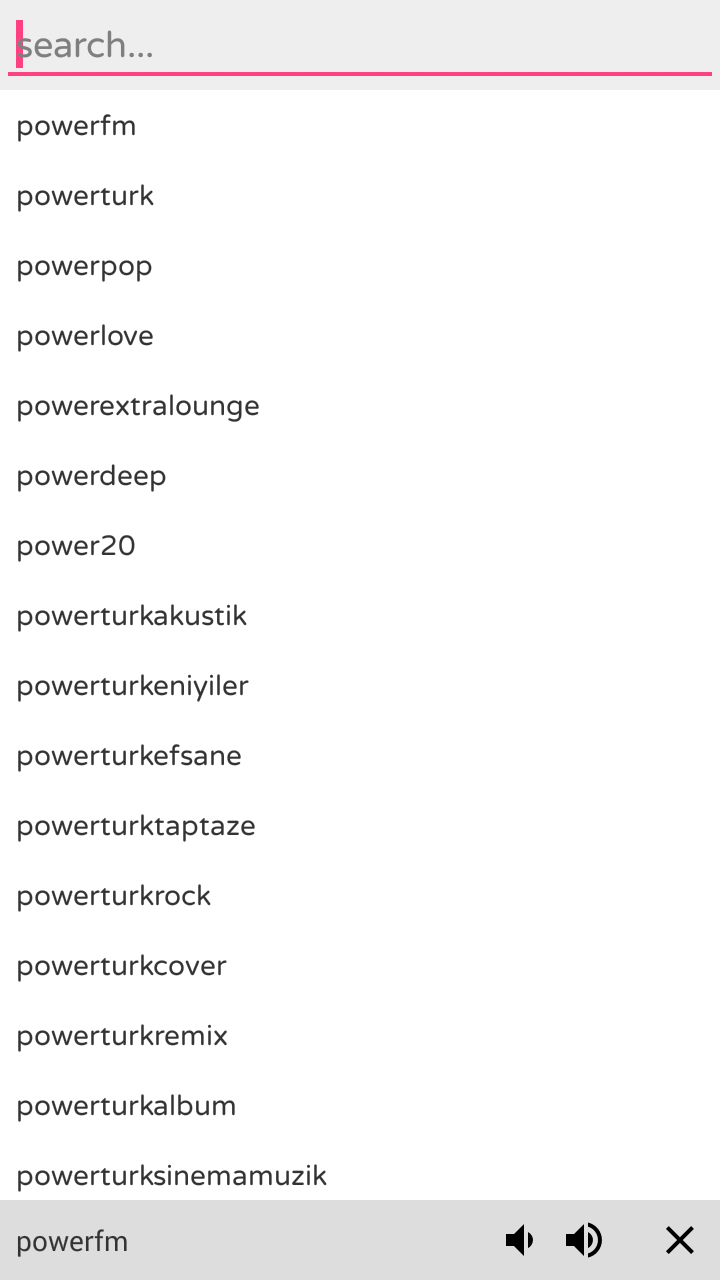 search...
powerfm
powerturk
powerpop
powerlove
powerextralounge
powerdeep
power20
powerturkakustik
powerturkeniyiler
powerturkefsane
powerturktaptaze
powerturkrock
powerturkcover
powerturkremix
powerturkalbum
powerturksinemamuzik
powerfm